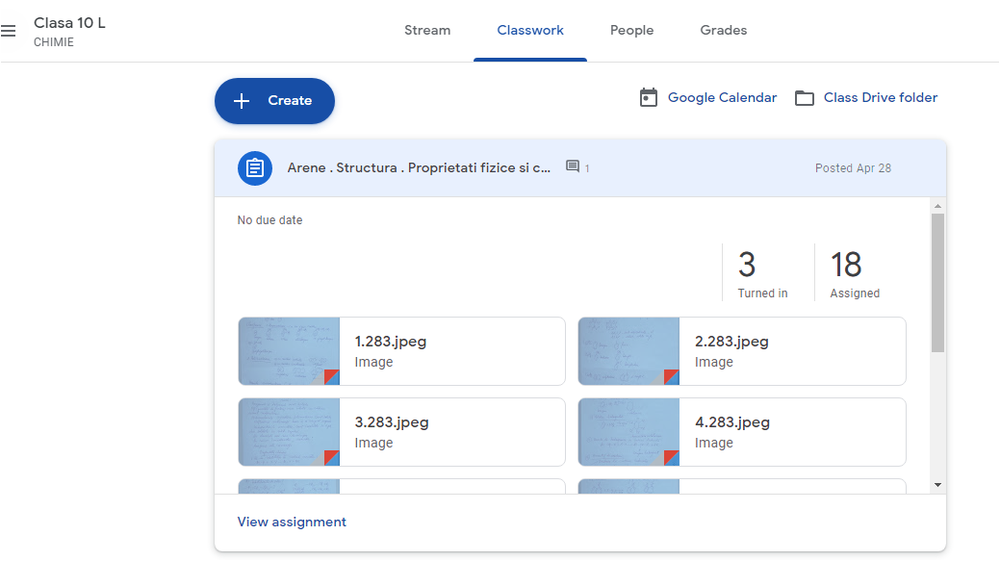 Clasa 10 L
CHIMIE
Stream Classwork People Grades
Create
Google Calendar Class Drive folder
Arene . Structura . Proprietati fizice si c... 1
Posted Apr 28
No due date
3 18
Turned in Assigned
1.283.jpeg
Image
2.283.jpeg
Image
3.283.jpeg
Image
4.283.jpeg
Image
View assignment